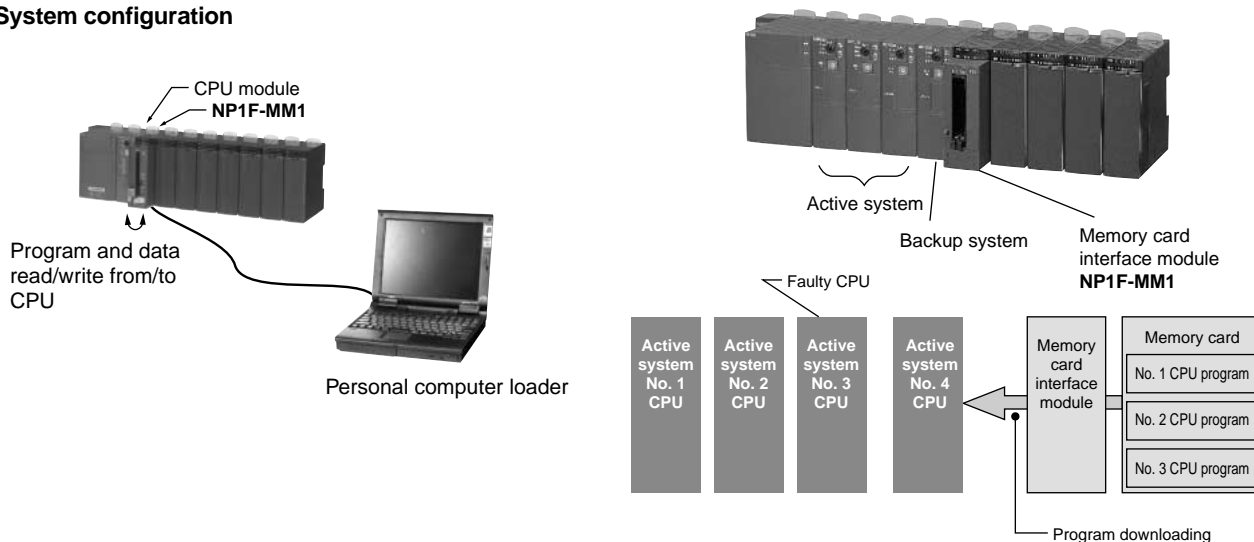 System configuration
CPU module
NP1F-MM1
Program and data
read/write from/to
CPU
Personal computer loader
Active system
Backup system
Memory card
interface module
NP1F-MM1
Faulty CPU
Active
system
No. 1
CPU
Active
system
No. 2
CPU
Active
system
No. 3
CPU
Active
system
No. 4
CPU
Memory
card
interface
module
Memory card
No. 1 CPU program
No. 2 CPU program
No. 3 CPU program
Program downloading